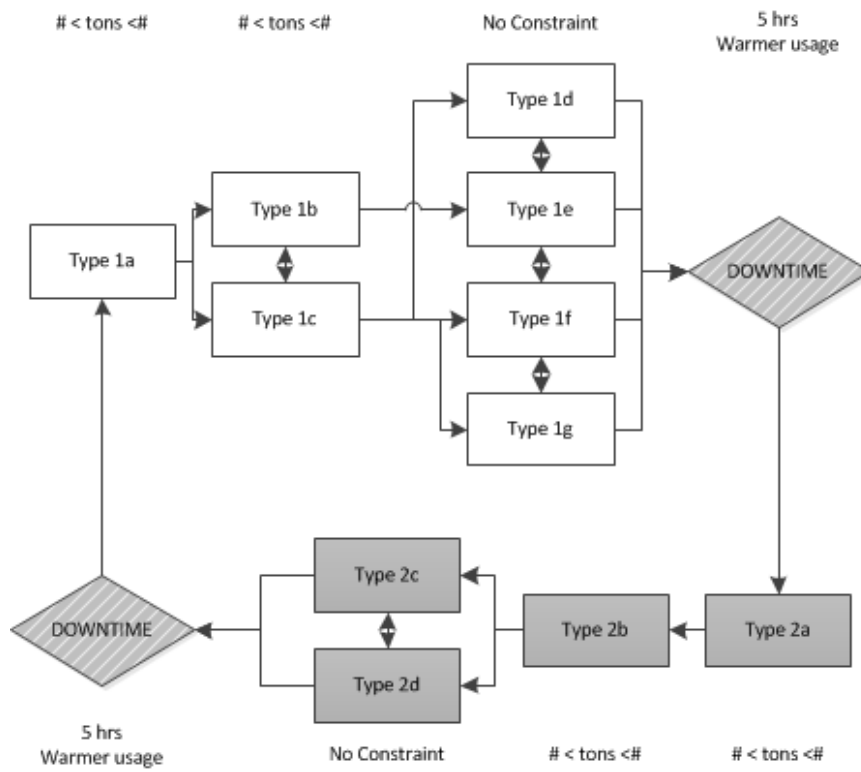 # < tons <#
# < tons <#
No Constraint
5 hrs
Warmer usage
Type 1d
Type 1b
Type 1e
Type 1a
DOWNTIME
Type 1c
Type 1f
Type 1g
Type 2c
DOWNTIME
Type 2b
Type 2a
Type 2d
5 hrs
Warmer usage
No Constraint
# < tons <#
# < tons <#